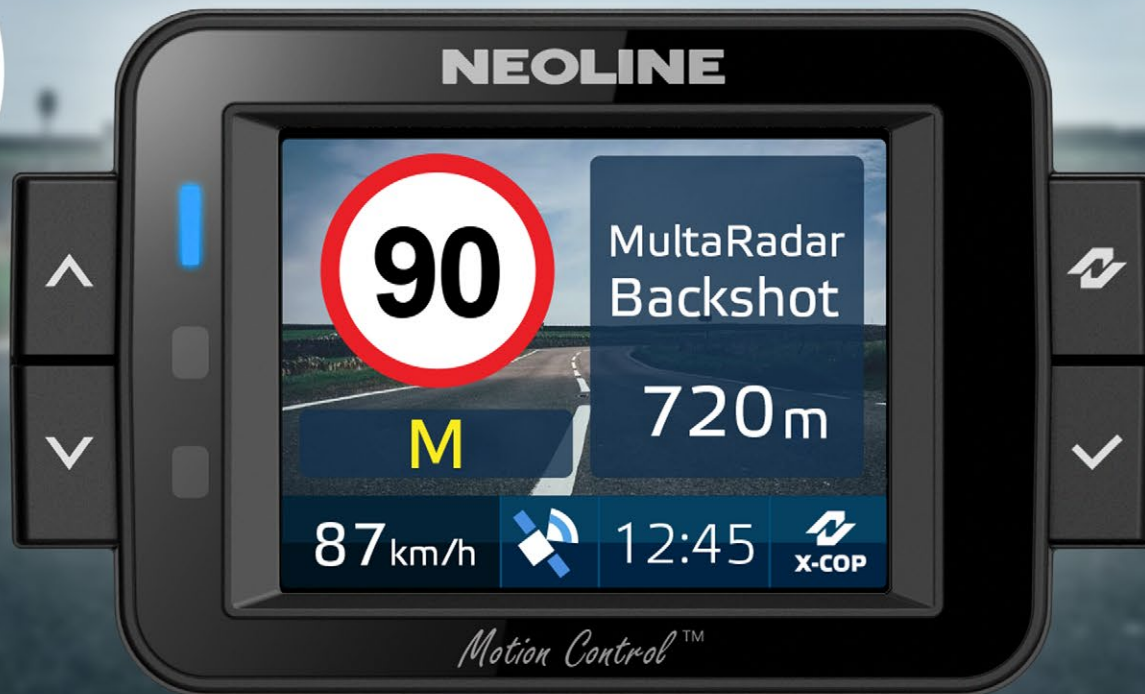 NEOLINE
90
MultaRadar
Backshot
720m
M
87km/h
12:45
X-COP
Motion Control™